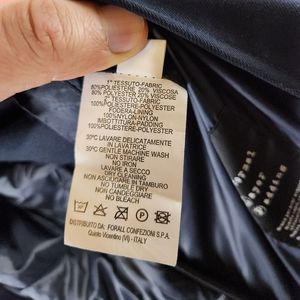 1° TESSUTO-FABRIC
80%POLIESTERE 20% VISCOSA
80% POLYESTER 20% VISCOSE
2° TESSUTO-FABRIC
100%POLIESTERE-POLYESTER
FODERA-LINING
100%NYLON-NYLON
IMBOTTITURA-PADDING
100%POLIESTERE-POLYESTER
30°C LAVARE DELICATAMENTE
IN LAVATRICE
30°C GENTLE MACHINE WASH
NON STIRARE
NO IRON
LAVARE A SECCO
DRY CLEANING
NON ASCIUGARE IN TAMBURO
NO TUMBLE DRY
NON CANDEGGIARE
NO BLEACH
DISTRIBUITO DA: FORALL CONFEZIONI S.P.A.
Quinto Vicentino (VI) - ITALY